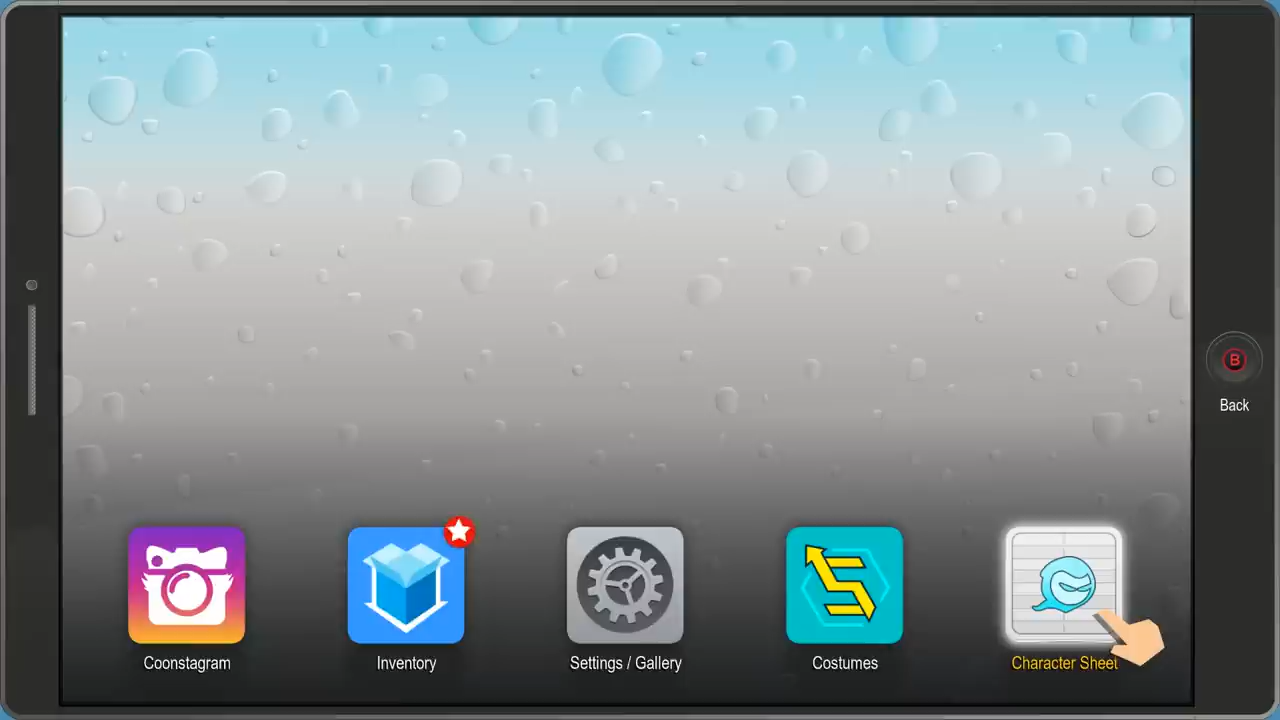 B
Back
Coonstagram
Inventory
Settings / Gallery
Costumes
Character Sheet